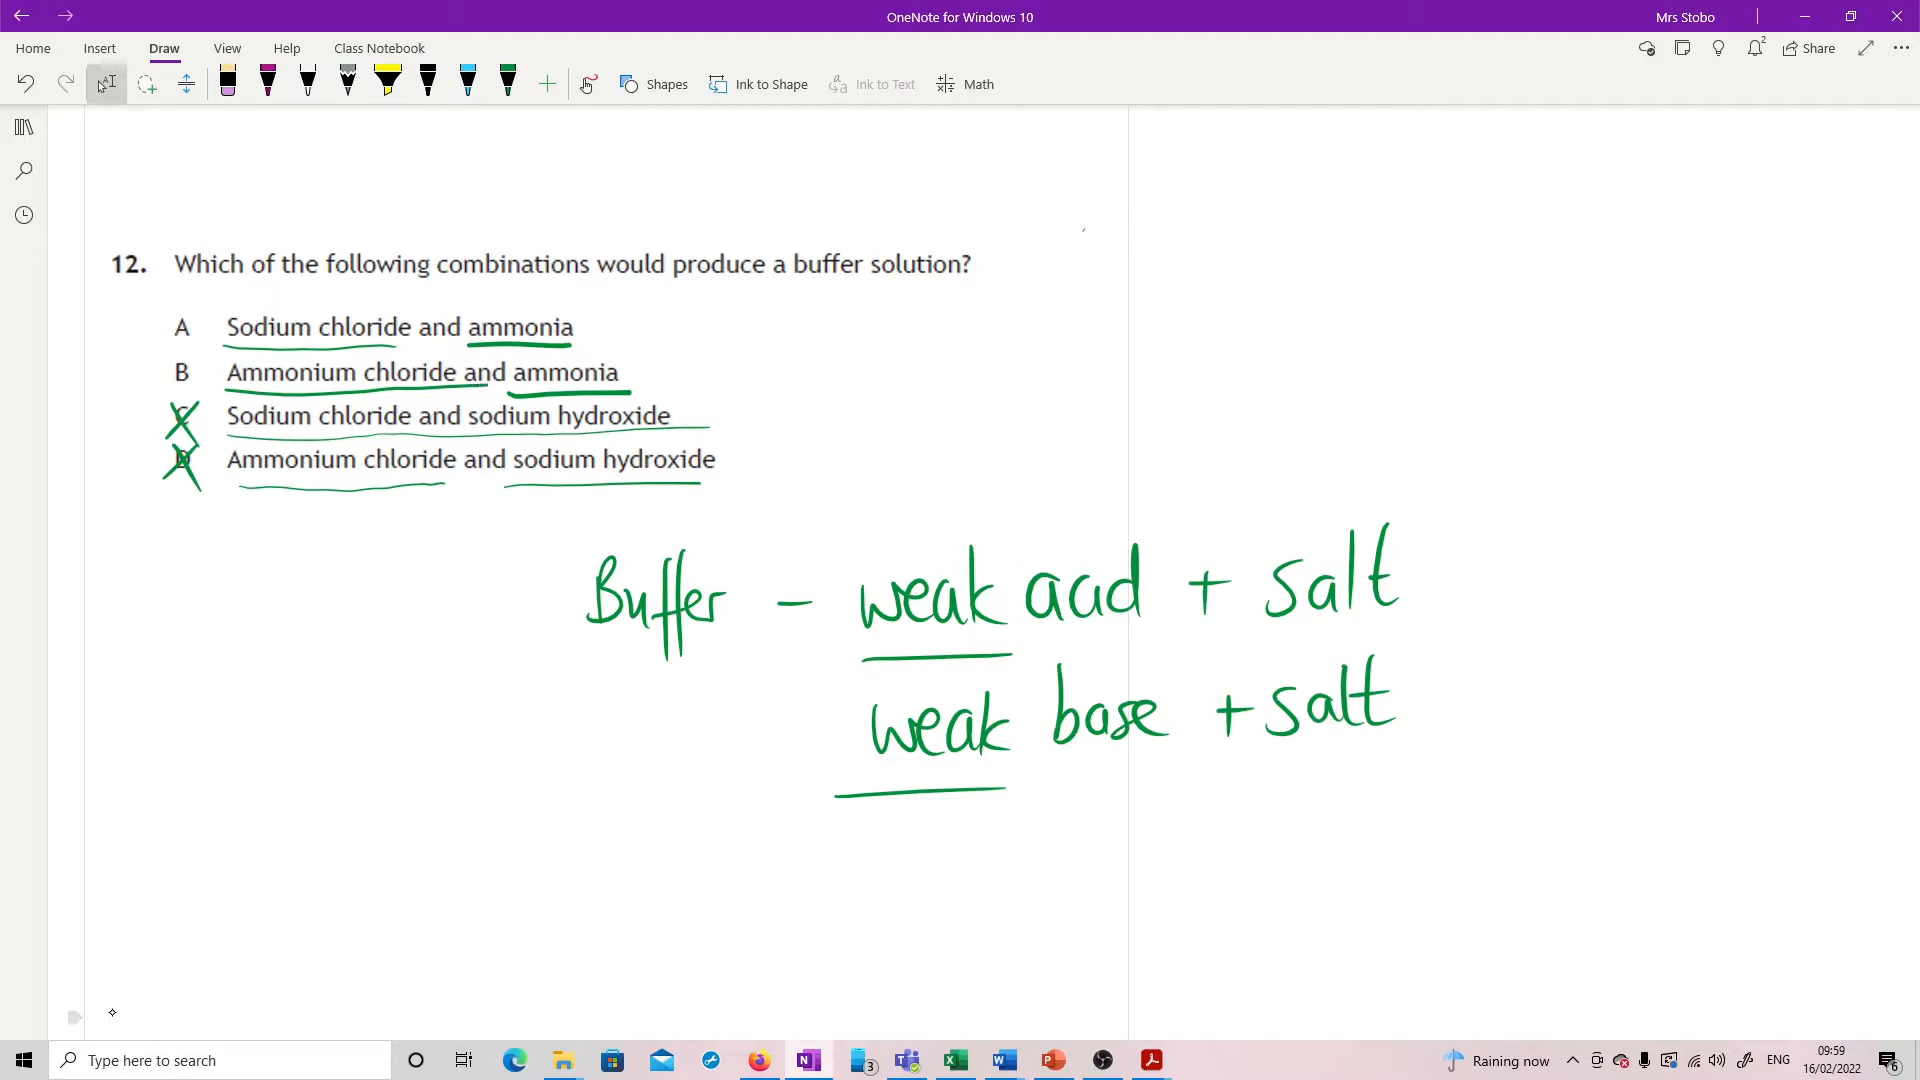 OneNote for Windows 10
Mrs Stobo
Home Insert Draw View Help Class Notebook
2
Share
Shapes Ink to Shape Ink to Text Math
12. Which of the following combinations would produce a buffer solution?
A Sodium chloride and ammonia
B Ammonium chloride and ammonia
C Sodium chloride and sodium hydroxide
D Ammonium chloride and sodium hydroxide
Buffer - weak acid + salt
weak base + salt
Type here to search
3
Raining now
ENG
09:59
16/02/2022
6